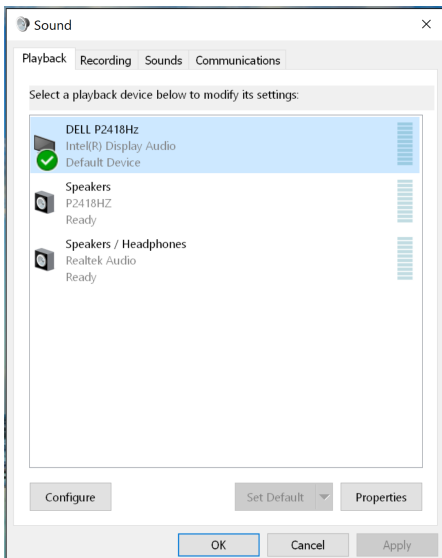 Sound
Playback Recording Sounds Communications
Select a playback device below to modify its settings:
DELL P2418Hz
Intel(R) Display Audio
Default Device
Speakers
P2418HZ
Ready
Speakers / Headphones
Realtek Audio
Ready
Configure Set Default Properties
OK Cancel Apply